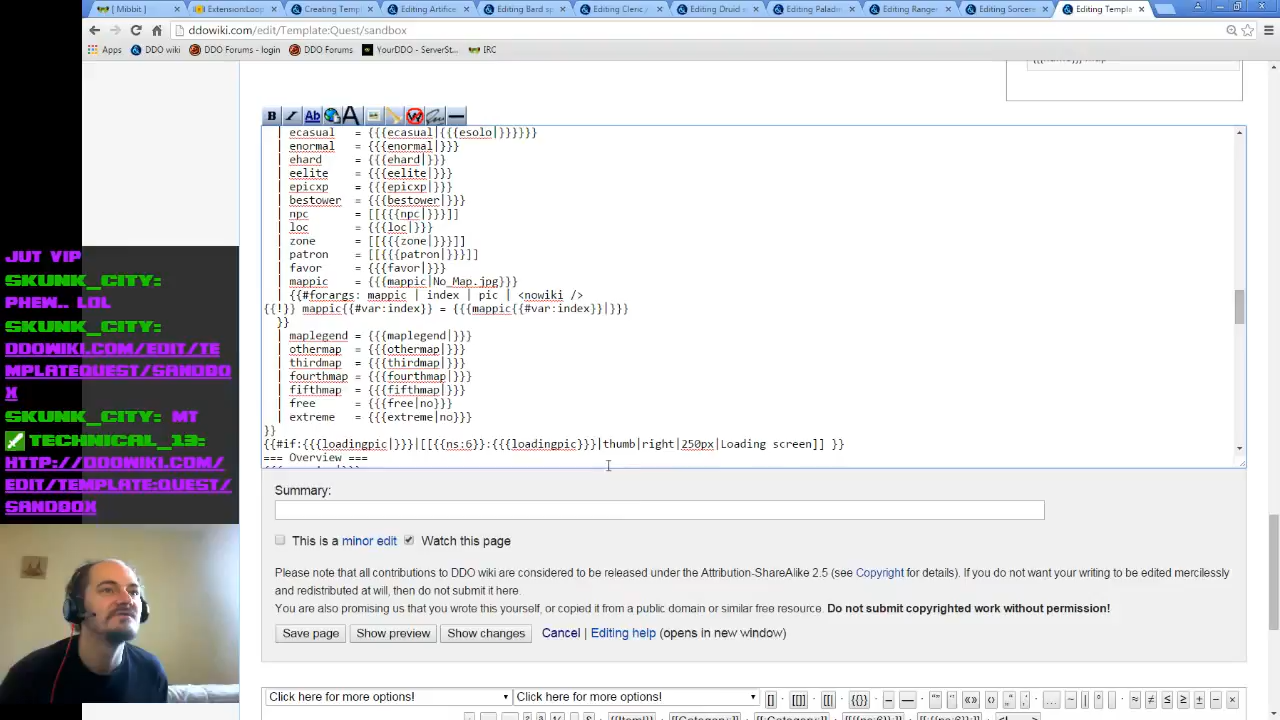 [ Mibbit ]
Extension:Loop
Creating Templ
Editing Artifice
Editing Bard sp
Editing Cleric /
Editing Druid s
Editing Paladin
Editing Ranger
Editing Sorcere
Editing Templa
ddowiki.com/edit/Template:Quest/sandbox
Apps
DDO wiki
DDO Forums - login
DDO Forums
YourDDO - ServerSt...
IRC
| ecasual = {{{ecasual|{{{esolo|}}}}}}
| enormal = {{{enormal|}}}
| ehard = {{{ehard|}}}
| eelite = {{{eelite|}}}
| epicxp = {{{epicxp|}}}
| bestower = {{{bestower|}}}
| npc = [[{{{npc|}}}]]
| loc = {{{loc|}}}
| zone = [[{{{zone|}}}]]
| patron = [[{{{patron|}}}]]
| favor = {{{favor|}}}
| mappic = {{{mappic|No_Map.jpg}}}
| {{#forargs: mappic | index | pic | <nowiki />
{{!}} mappic{{#var:index}} = {{{mappic{{#var:index}}|}}}
}}
| maplegend = {{{maplegend|}}}
| othermap = {{{othermap|}}}
| thirdmap = {{{thirdmap|}}}
| fourthmap = {{{fourthmap|}}}
| fifthmap = {{{fifthmap|}}}
| free = {{{free|no}}}
| extreme = {{{extreme|no}}}
}}
{{#if:{{{loadingpic|}}}|[[{{ns:6}}:{{{loadingpic}}}|thumb|right|250px|Loading screen]] }}
=== Overview ===
JUT VIP
SKUNK_CITY:
PHEW.. LOL
SKUNK_CITY:
DDOWIKI.COM/EDIT/TE
MPLATEQUEST/SANDBO
X
SKUNK_CITY: MT
TECHNICAL_13:
HTTP://DDOWIKI.COM/
EDIT/TEMPLATE:QUEST/
SANDBOX
Summary:
This is a minor edit
Watch this page
Please note that all contributions to DDO wiki are considered to be released under the Attribution-ShareAlike 2.5 (see Copyright for details). If you do not want your writing to be edited mercilessly
and redistributed at will, then do not submit it here.
You are also promising us that you wrote this yourself, or copied it from a public domain or similar free resource. Do not submit copyrighted work without permission!
Save page
Show preview
Show changes
Cancel | Editing help (opens in new window)
Click here for more options!
Click here for more options!